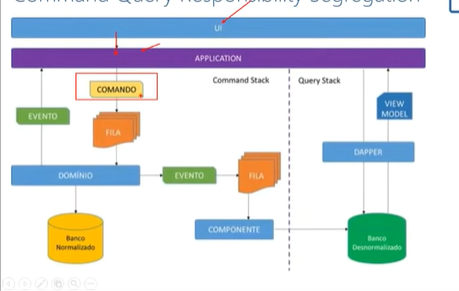 Command Query Responsibility Segregation
UI
APPLICATION
COMANDO
Command Stack
Query Stack
EVENTO
FILA
VIEW
MODEL
DAPPER
DOMÍNIO
EVENTO
FILA
COMPONENTE
Banco
Normalizado
Banco
Desnormalizado